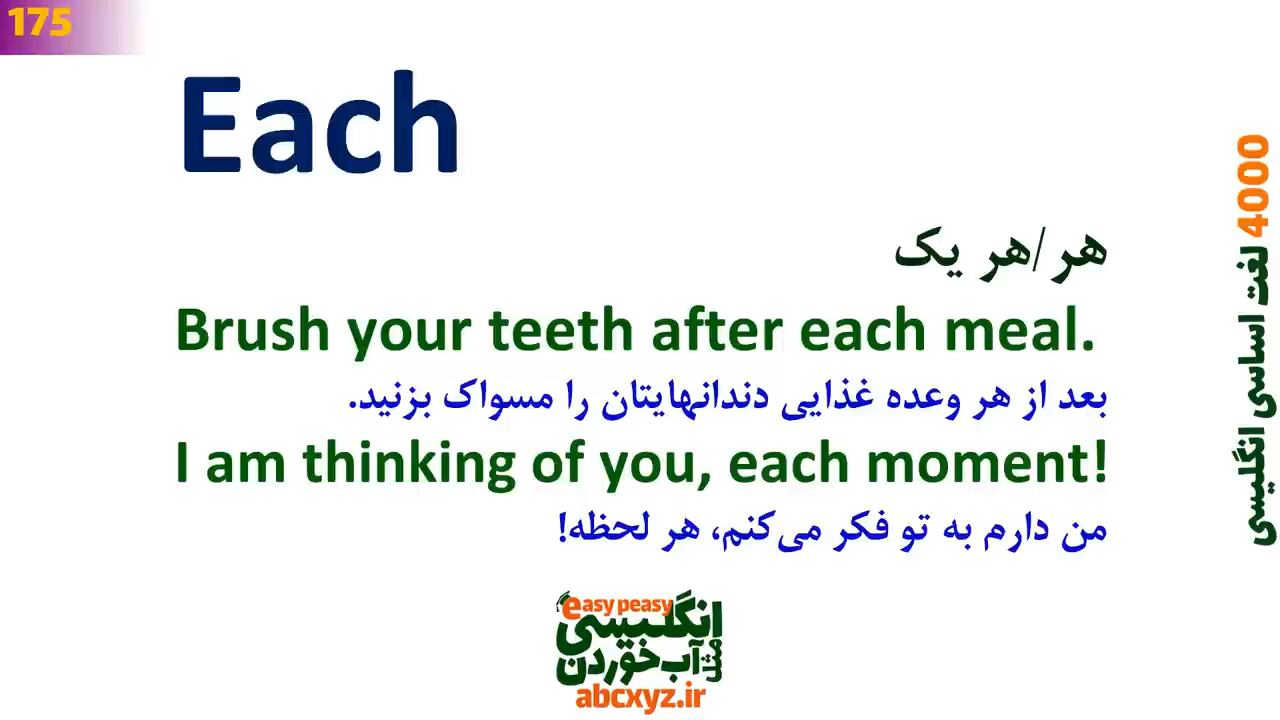 175
Each
هر/هر یک
Brush your teeth after each meal.
بعد از هر وعده غذایی دندانهایتان را مسواک بزنید.
I am thinking of you, each moment!
من دارم به تو فکر می‌کنم، هر لحظه!
4000 لغت اساسی انگلیسی
easy peasy
انگلیسی
مثل آب خوردن
abcxyz.ir